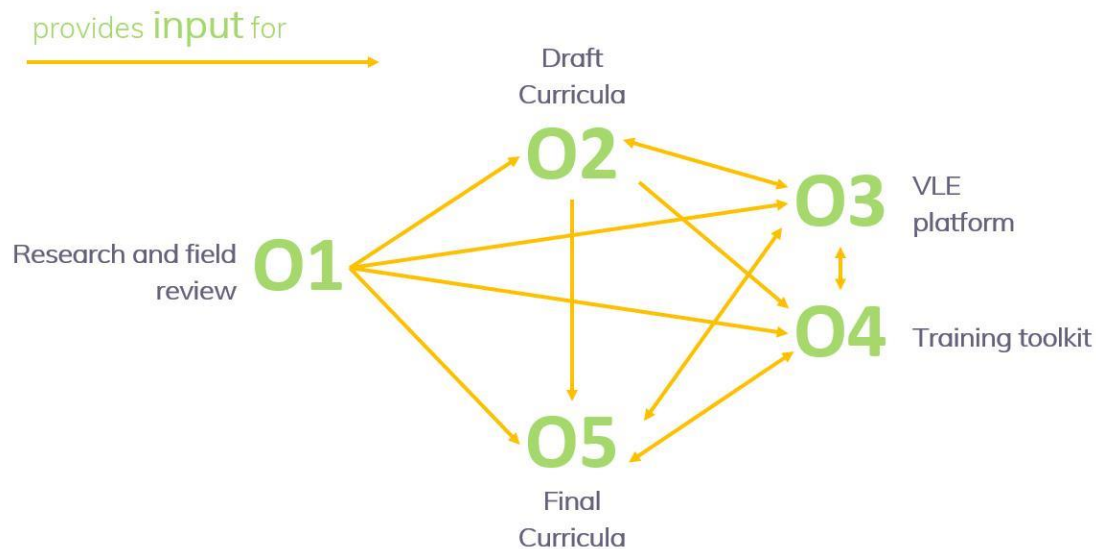 provides input for
Draft
Curricula
O2
O3
VLE
platform
Research and field
review
O1
O4
Training toolkit
O5
Final
Curricula